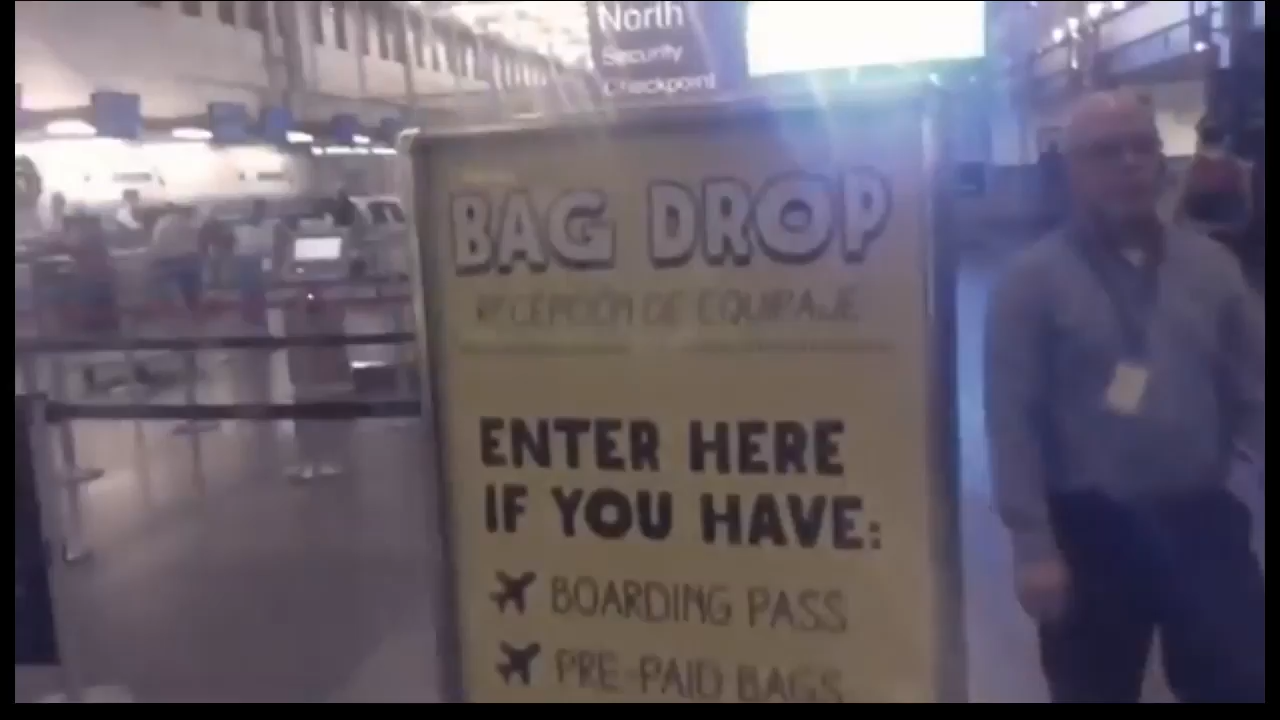 North
Security
Checkpoint
BAG DROP
RECEPCIÓN DE EQUIPAJE
ENTER HERE
IF YOU HAVE:
BOARDING PASS
PRE-PAID BAGS